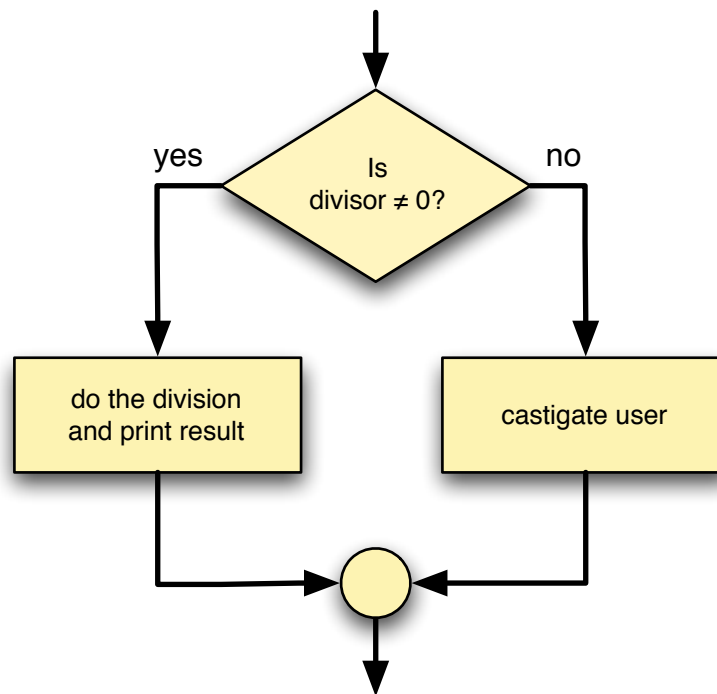 yes
no
Is
divisor ≠ 0?
do the division
and print result
castigate user